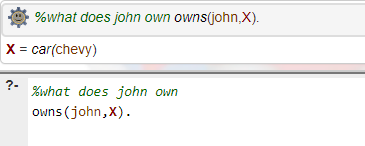 %what does john own owns(john,X).
X = car(chevy)
?- %what does john own
owns(john,X).